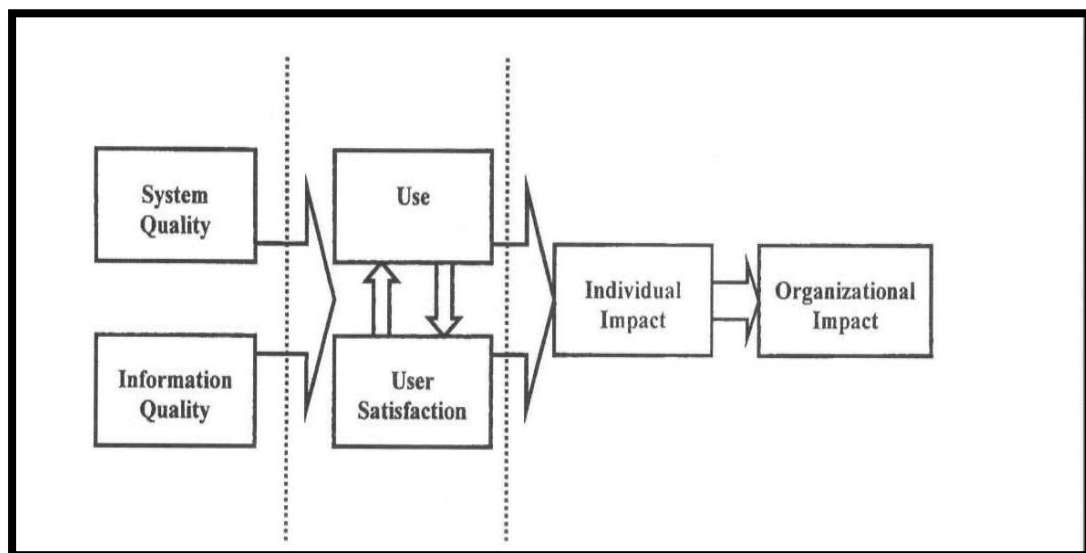 System
Quality
Use
Individual
Impact
Organizational
Impact
Information
Quality
User
Satisfaction